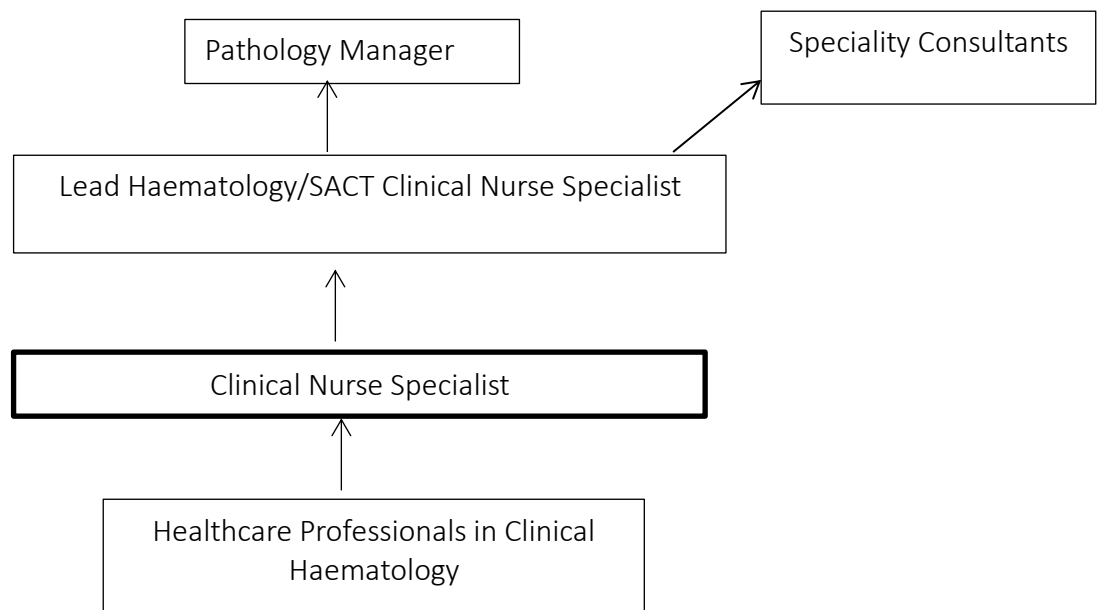 Pathology Manager
Speciality Consultants
Lead Haematology/SACT Clinical Nurse Specialist
Clinical Nurse Specialist
Healthcare Professionals in Clinical
Haematology